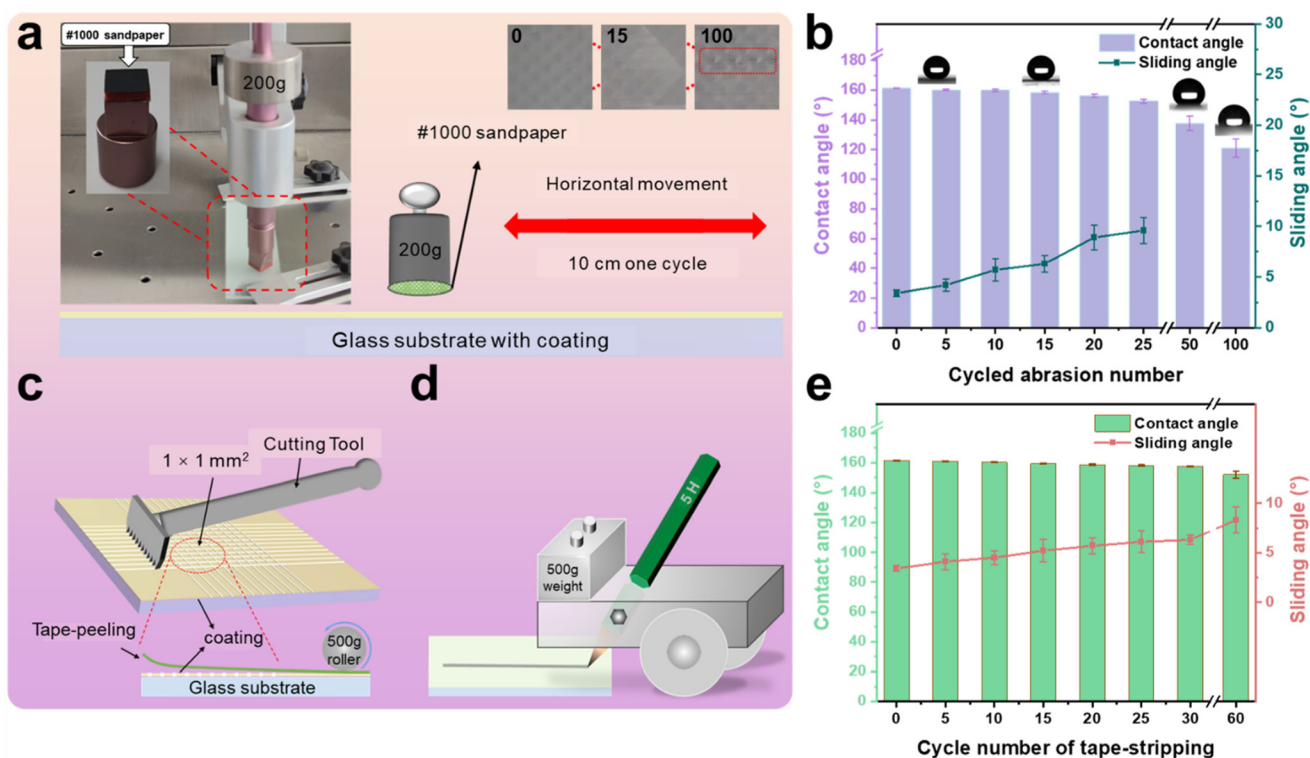 a
#1000 sandpaper
200g
0
15
100
#1000 sandpaper
Horizontal movement
200g
10 cm one cycle
Glass substrate with coating
b
Contact angle
Sliding angle
Contact angle (°)
180
160
140
120
100
80
60
40
20
0
Sliding angle (°)
30
25
20
15
10
5
0
0 5 10 15 20 25 50 100
Cycled abrasion number
c
Cutting Tool
1 × 1 mm²
Tape-peeling
coating
500g
roller
Glass substrate
d
5 H
500g
weight
e
Contact angle
Sliding angle
Contact angle (°)
180
160
140
120
100
80
60
40
20
0
Sliding angle (°)
10
5
0
0 5 10 15 20 25 30 60
Cycle number of tape-stripping